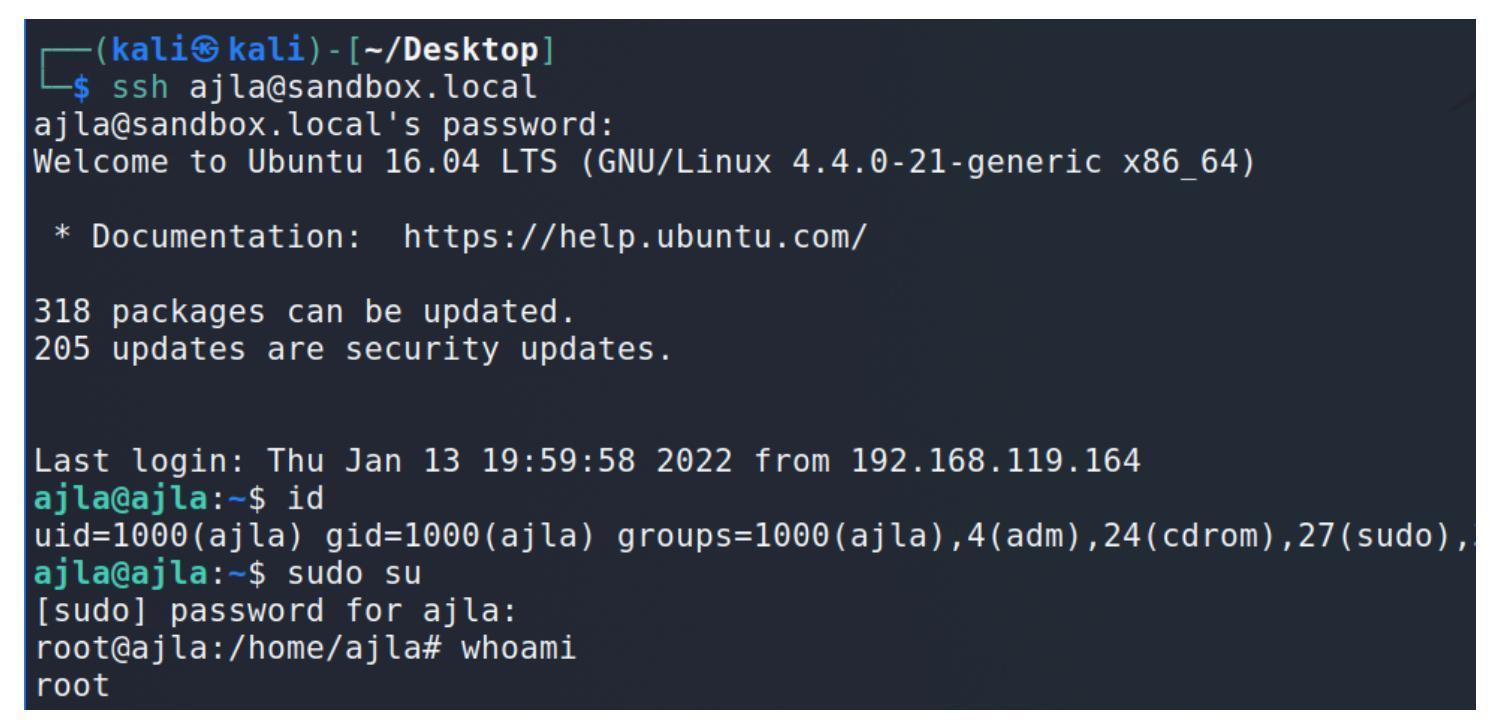 ┌──(kali㉿kali)-[~/Desktop]
└─$ ssh ajla@sandbox.local
ajla@sandbox.local's password:
Welcome to Ubuntu 16.04 LTS (GNU/Linux 4.4.0-21-generic x86_64)
* Documentation:  https://help.ubuntu.com/
318 packages can be updated.
205 updates are security updates.
Last login: Thu Jan 13 19:59:58 2022 from 192.168.119.164
ajla@ajla:~$ id
uid=1000(ajla) gid=1000(ajla) groups=1000(ajla),4(adm),24(cdrom),27(sudo),
ajla@ajla:~$ sudo su
[sudo] password for ajla:
root@ajla:/home/ajla# whoami
root